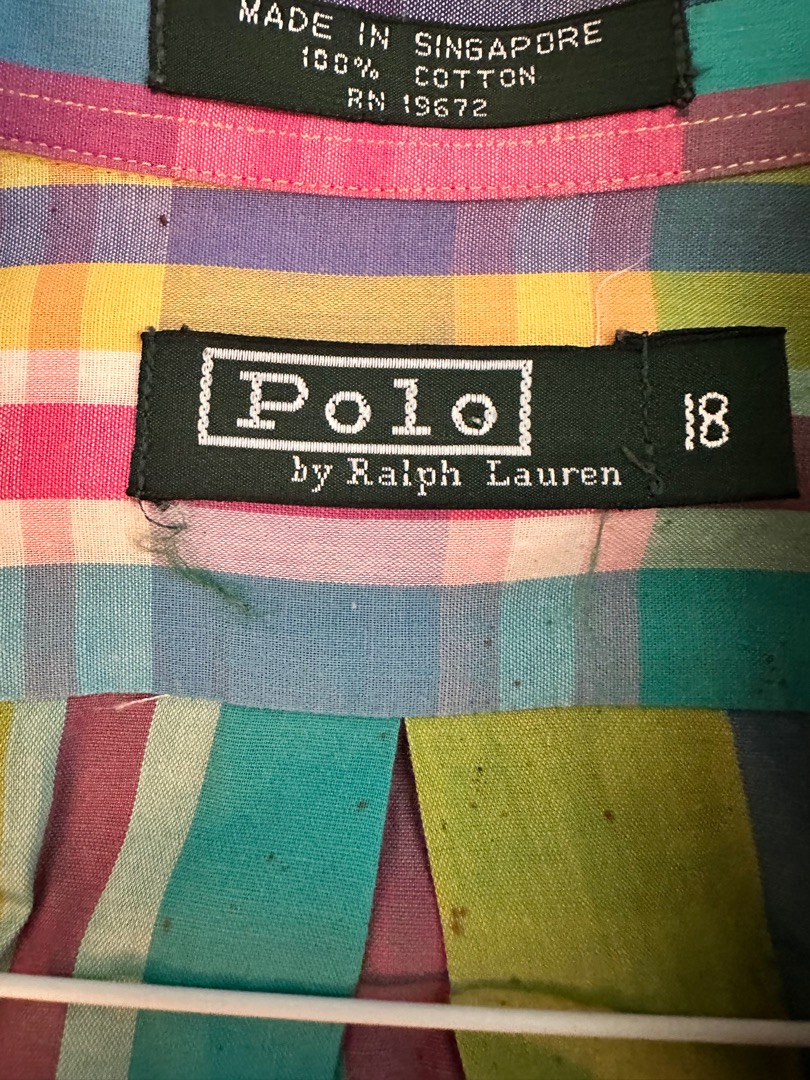 MADE IN SINGAPORE
100% COTTON
RN 19672
Polo
by Ralph Lauren
18